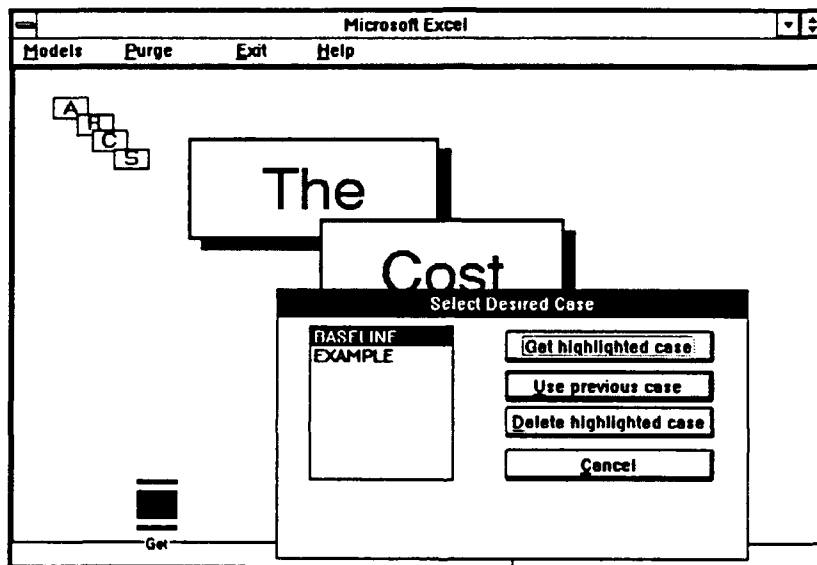 Microsoft Excel
Models Purge Exit Help
A
R
C
S
The
Cost
Select Desired Case
BASELINE
EXAMPLE
Get highlighted case
Use previous case
Delete highlighted case
Cancel
Get